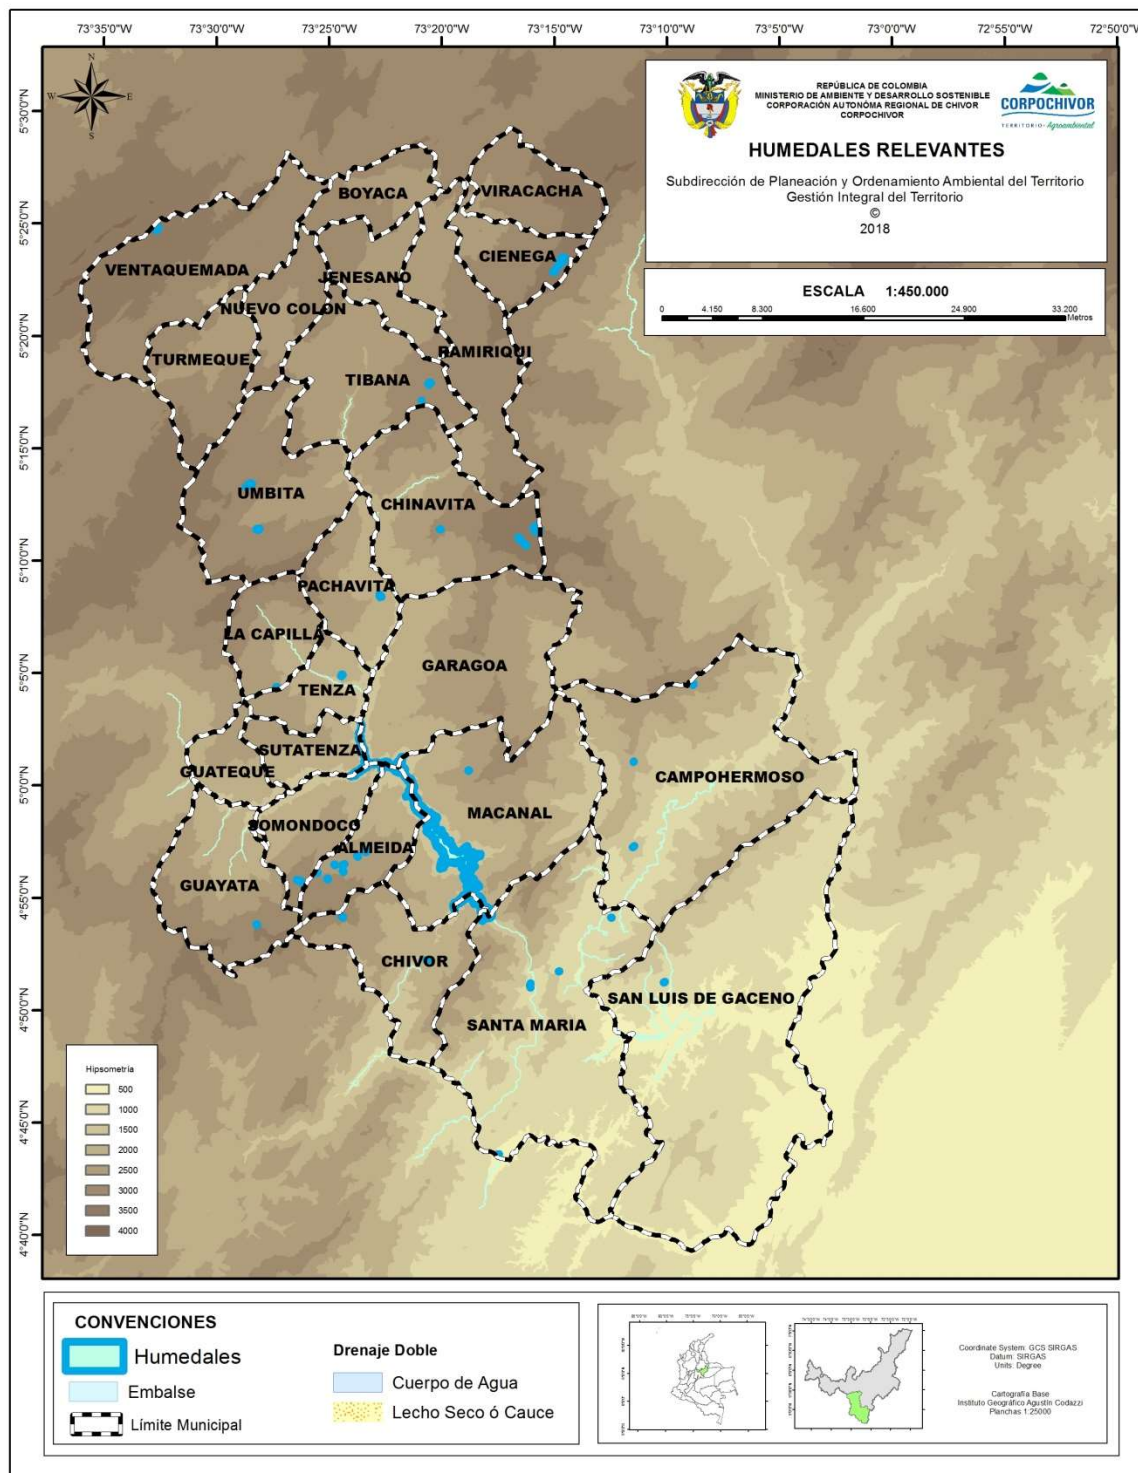 73°35'0"W 73°30'0"W 73°25'0"W 73°20'0"W 73°15'0"W 73°10'0"W 73°5'0"W 73°0'0"W 72°55'0"W 72°50'0"W
N
W E
S
REPÚBLICA DE COLOMBIA
MINISTERIO DE AMBIENTE Y DESARROLLO SOSTENIBLE
CORPORACIÓN AUTONÓMA REGIONAL DE CHIVOR
CORPOCHIVOR
CORPOCHIVOR
TERRITORIO Agroambiental
HUMEDALES RELEVANTES
Subdirección de Planeación y Ordenamiento Ambiental del Territorio
Gestión Integral del Territorio
©
2018
ESCALA 1:450.000
0 4.150 8.300 16.600 24.900 33.200
Metros
5°30'0"N
5°25'0"N
5°20'0"N
5°15'0"N
5°10'0"N
5°5'0"N
5°0'0"N
4°55'0"N
4°50'0"N
4°45'0"N
4°40'0"N
BOYACA
VIRACACHA
CIENEGA
VENTAQUEMADA
JENESANO
NUEVO COLON
TURMEQUE
RAMIRIQUI
TIBANA
UMBITA
CHINAVITA
PACHAVITA
LA CAPILLA
GARAGOA
TENZA
SUTATENZA
GUATEQUE
CAMPOHERMOSO
MACANAL
SOMONDOCO
ALMEIDA
GUAYATA
CHIVOR
SAN LUIS DE GACENO
SANTA MARIA
Hipsometría
500
1000
1500
2000
2500
3000
3500
4000
CONVENCIONES
Humedales
Embalse
Límite Municipal
Drenaje Doble
Cuerpo de Agua
Lecho Seco ó Cauce
Coordinate System: GCS SIRGAS
Datum: SIRGAS
Units: Degree
Cartografía Base
Instituto Geográfico Agustín Codazzi
Planchas 1:25000